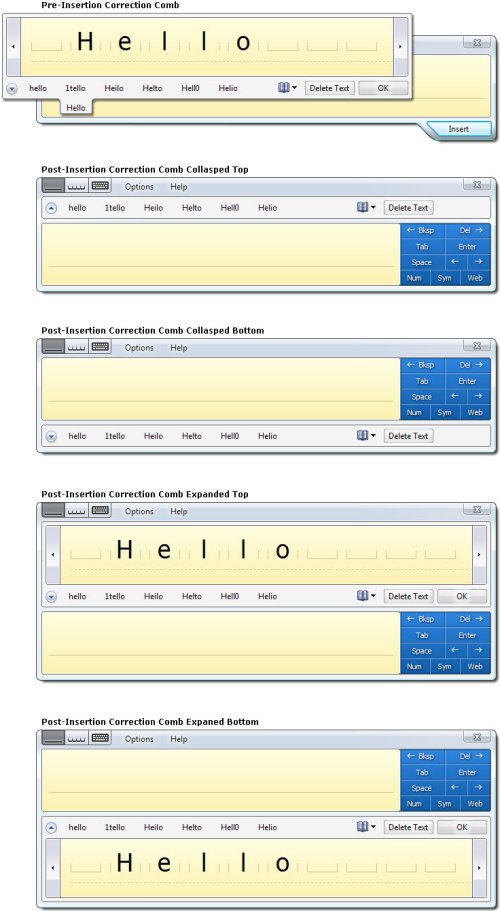 Pre-Insertion Correction Comb
H e l l o
hello 1tello Heilo Helto Hell0 Helio Delete Text OK
Hello
Insert
Post-Insertion Correction Comb Collasped Top
Options Help
hello 1tello Heilo Helto Hell0 Helio Delete Text
← Bksp Del →
Tab Enter
Space ← →
Num Sym Web
Post-Insertion Correction Comb Collasped Bottom
Options Help
← Bksp Del →
Tab Enter
Space ← →
Num Sym Web
hello 1tello Heilo Helto Hell0 Helio Delete Text
Post-Insertion Correction Comb Expanded Top
Options Help
H e l l o
hello 1tello Heilo Helto Hell0 Helio Delete Text OK
← Bksp Del →
Tab Enter
Space ← →
Num Sym Web
Post-Insertion Correction Comb Expaned Bottom
Options Help
← Bksp Del →
Tab Enter
Space ← →
Num Sym Web
hello 1tello Heilo Helto Hell0 Helio Delete Text OK
H e l l o